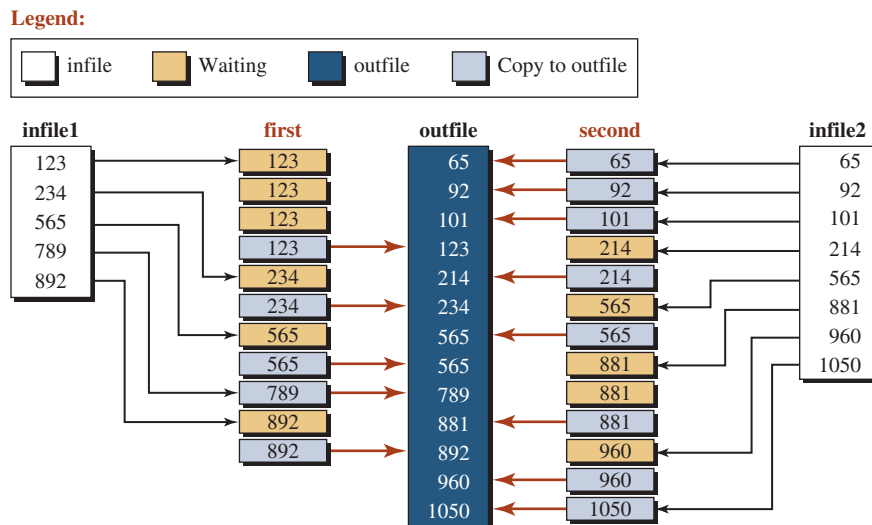 Legend:
infile Waiting outfile Copy to outfile
infile1 first outfile second infile2
123 123 65 65 65
234 123 92 92 92
565 123 101 101 101
789 123 123 214 214
892 234 214 214 565
234 234 565 881
565 565 565 960
565 565 881 1050
789 789 881
892 881 881
892 892 960
960 960
1050 1050